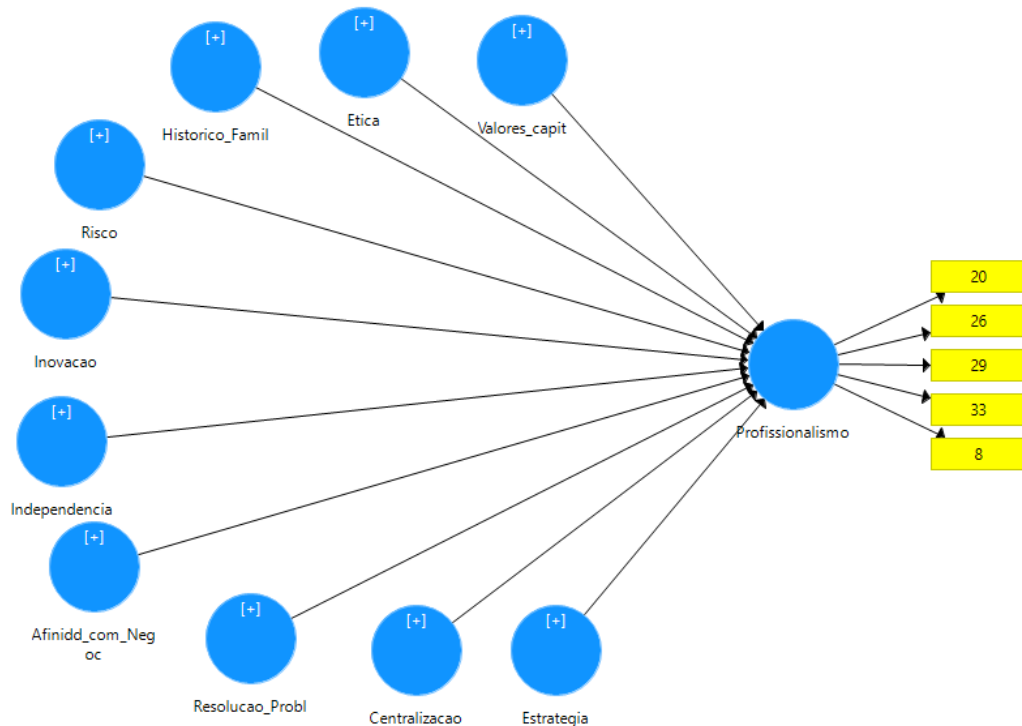 [+]
Historico_Famil
[+]
Etica
[+]
Valores_capit
[+]
Risco
[+]
Inovacao
[+]
Independencia
[+]
Afinidd_com_Neg
oc
[+]
Resolucao_Probl
[+]
Centralizacao
[+]
Estrategia
Profissionalismo
20
26
29
33
8